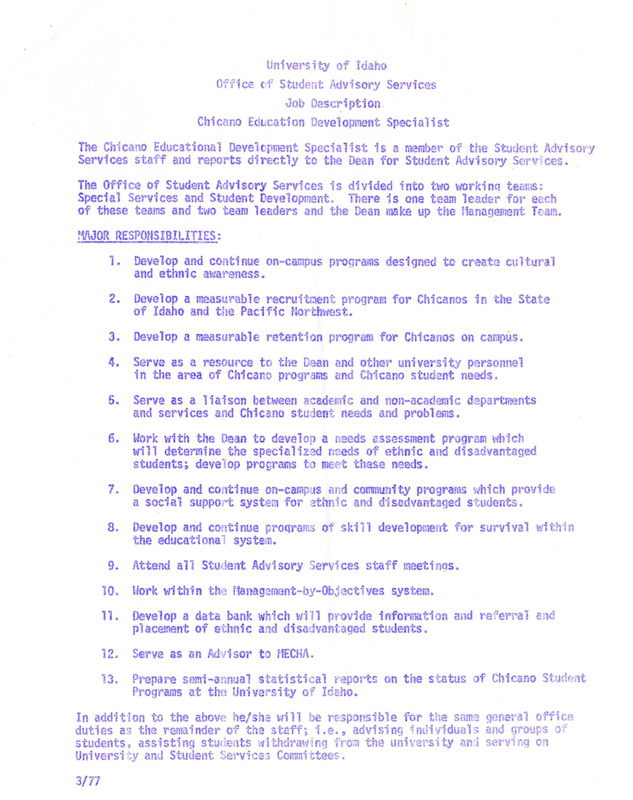 University of Idaho
Office of Student Advisory Services
Job Description
Chicano Education Development Specialist
The Chicano Educational Development Specialist is a member of the Student Advisory
Services staff and reports directly to the Dean for Student Advisory Services.
The Office of Student Advisory Services is divided into two working teams:
Special Services and Student Development. There is one team leader for each
of these teams and two team leaders and the Dean make up the Management Team.
MAJOR RESPONSIBILITIES:
1. Develop and continue on-campus programs designed to create cultural
and ethnic awareness.
2. Develop a measurable recruitment program for Chicanos in the State
of Idaho and the Pacific Northwest.
3. Develop a measurable retention program for Chicanos on campus.
4. Serve as a resource to the Dean and other university personnel
in the area of Chicano programs and Chicano student needs.
5. Serve as a liaison between academic and non-academic departments
and services and Chicano student needs and problems.
6. Work with the Dean to develop a needs assessment program which
will determine the specialized needs of ethnic and disadvantaged
students; develop programs to meet these needs.
7. Develop and continue on-campus and community programs which provide
a social support system for ethnic and disadvantaged students.
8. Develop and continue programs of skill development for survival within
the educational system.
9. Attend all Student Advisory Services staff meetings.
10. Work within the Management-by-Objectives system.
11. Develop a data bank which will provide information and referral and
placement of ethnic and disadvantaged students.
12. Serve as an Advisor to MECHA.
13. Prepare semi-annual statistical reports on the status of Chicano Student
Programs at the University of Idaho.
In addition to the above he/she will be responsible for the same general office
duties as the remainder of the staff; i.e., advising individuals and groups of
students, assisting students withdrawing from the university and serving on
University and Student Services Committees.
3/77